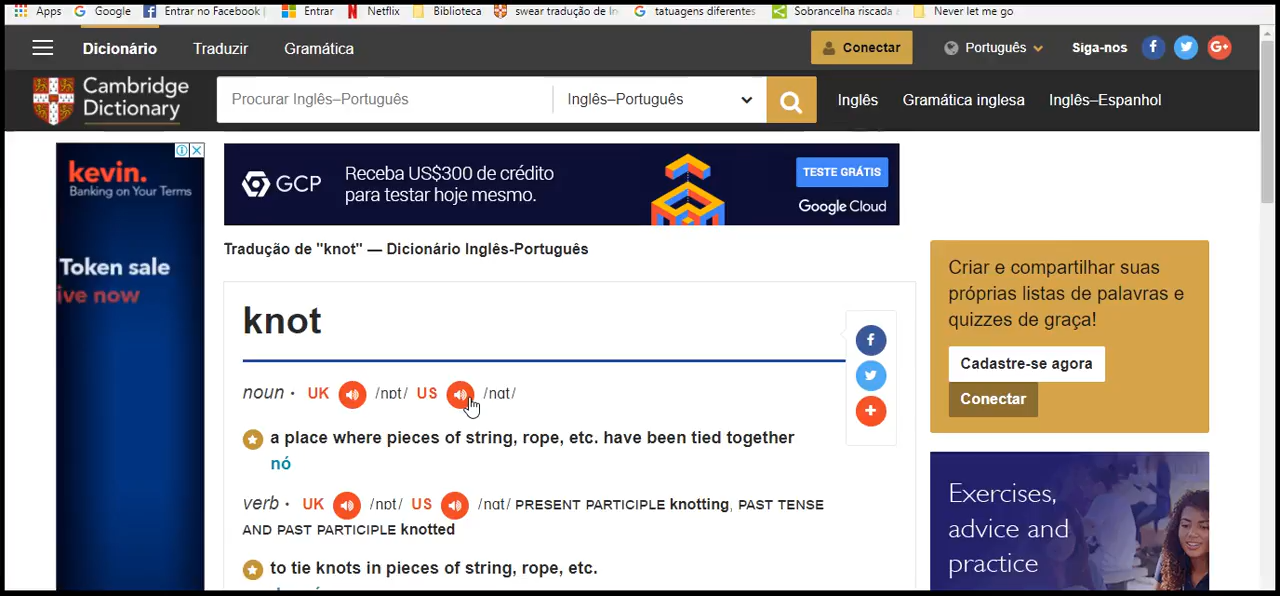 Apps Google Entrar no Facebook Entrar Netflix Biblioteca swear tradução de In tatuagens diferentes Sobrancelha riscada Never let me go
Dicionário Traduzir Gramática Conectar Português Siga-nos f G+
Cambridge
Dictionary
Procurar Inglês–Português Inglês–Português Inglês Gramática inglesa Inglês–Espanhol
kevin.
Banking on Your Terms
Token sale
ive now
GCP
Receba US$300 de crédito
para testar hoje mesmo.
TESTE GRÁTIS
Google Cloud
Tradução de "knot" — Dicionário Inglês-Português
knot
noun · UK /nɒt/ US /nɑt/
a place where pieces of string, rope, etc. have been tied together
nó
verb · UK /nɒt/ US /nɑt/ PRESENT PARTICIPLE knotting, PAST TENSE
AND PAST PARTICIPLE knotted
to tie knots in pieces of string, rope, etc.
f
+
Criar e compartilhar suas
próprias listas de palavras e
quizzes de graça!
Cadastre-se agora
Conectar
Exercises,
advice and
practice